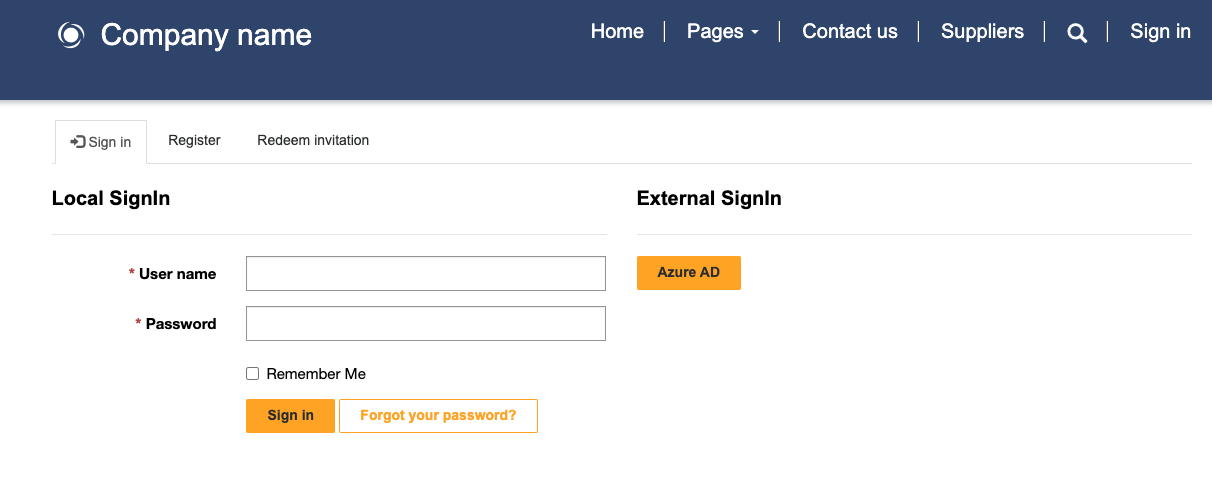 Company name
Home
Pages
Contact us
Suppliers
Sign in
Sign in
Register
Redeem invitation
Local SignIn
External SignIn
* User name
Azure AD
* Password
Remember Me
Sign in
Forgot your password?